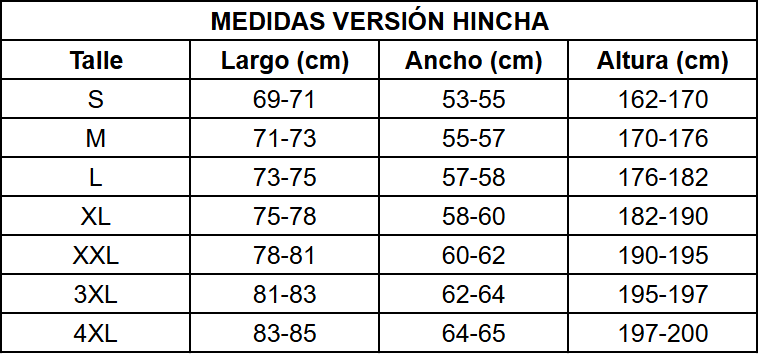 MEDIDAS VERSIÓN HINCHA
Talle Largo (cm) Ancho (cm) Altura (cm)
S 69-71 53-55 162-170
M 71-73 55-57 170-176
L 73-75 57-58 176-182
XL 75-78 58-60 182-190
XXL 78-81 60-62 190-195
3XL 81-83 62-64 195-197
4XL 83-85 64-65 197-200